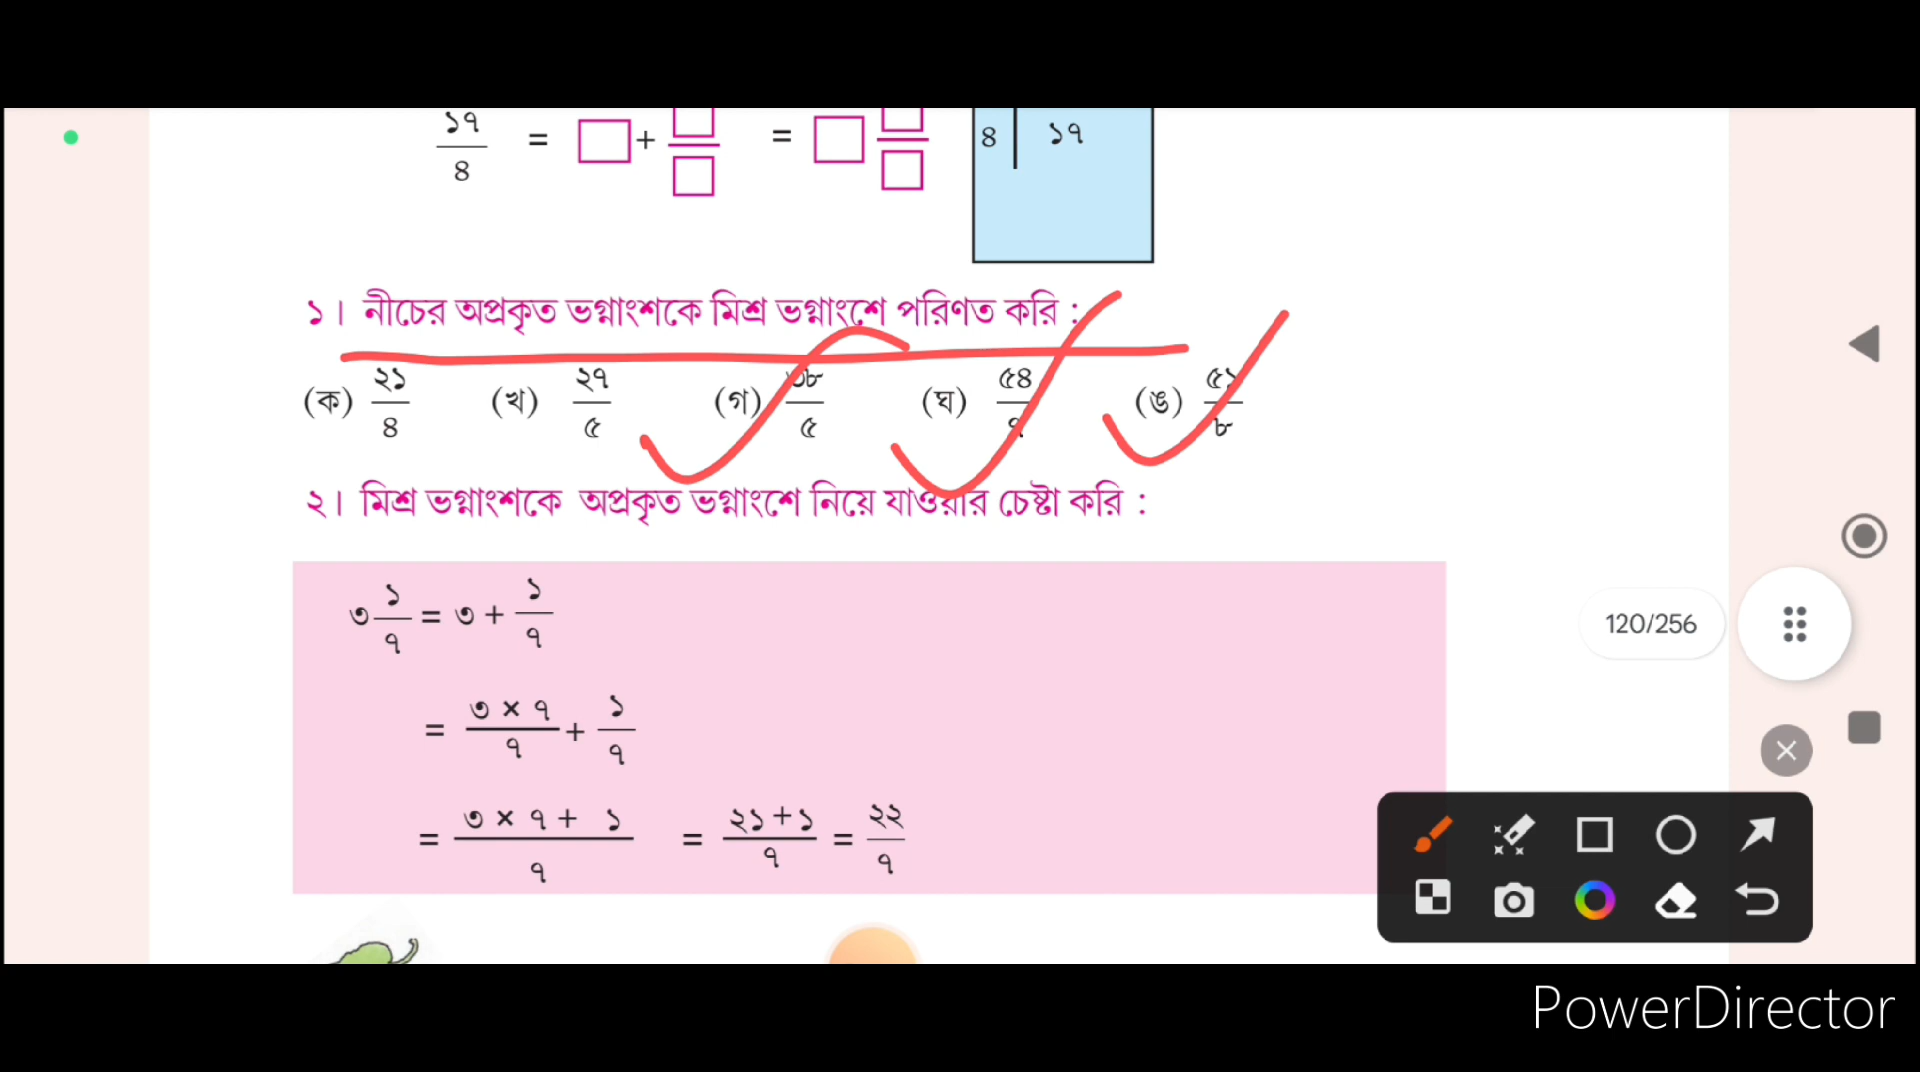 ১৭/৪ = □ + □/□ = □ □/□ ৪ | ১৭
১। নীচের অপ্রকৃত ভগ্নাংশকে মিশ্র ভগ্নাংশে পরিণত করি :
(ক) ২১/৪ (খ) ২৭/৫ (গ) ৩৮/৫ (ঘ) ৫৪/৭ (ঙ) ৫১/৮
২। মিশ্র ভগ্নাংশকে অপ্রকৃত ভগ্নাংশে নিয়ে যাওয়ার চেষ্টা করি :
৩ ১/৭ = ৩ + ১/৭
= ৩ × ৭/৭ + ১/৭
= ৩ × ৭ + ১/৭ = ২১+১/৭ = ২২/৭
120/256
PowerDirector